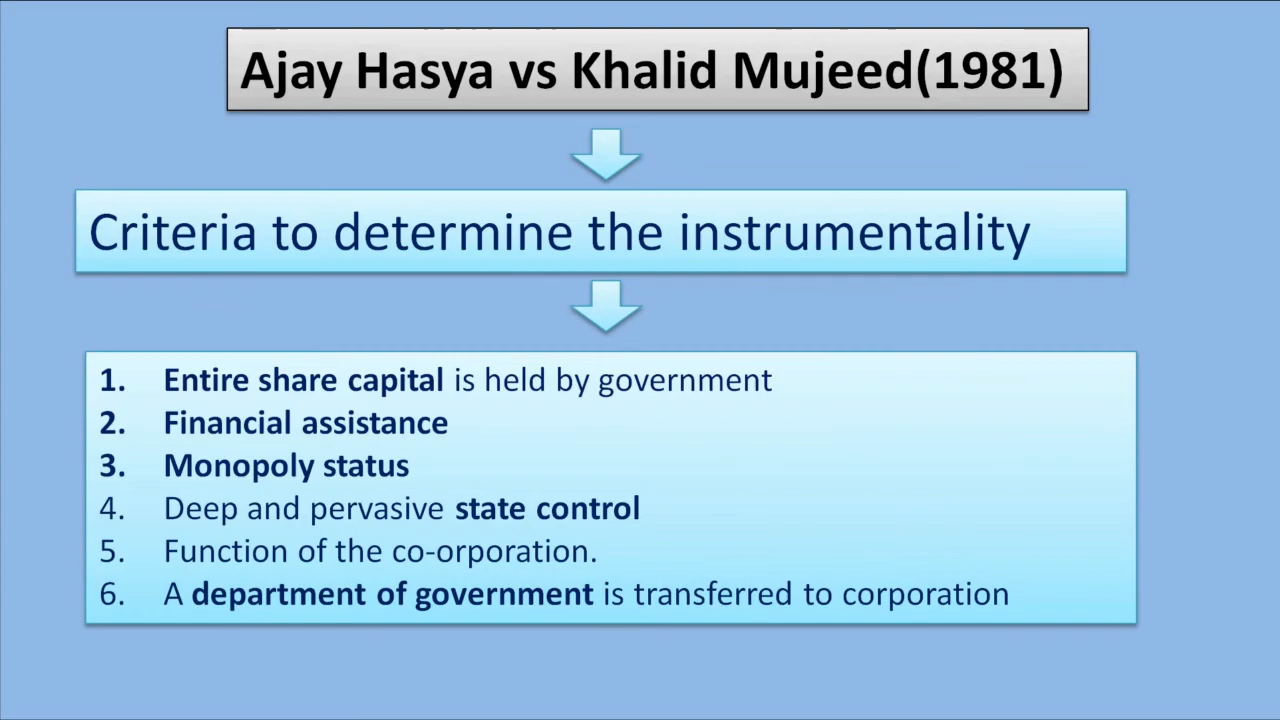 Ajay Hasya vs Khalid Mujeed(1981)
Criteria to determine the instrumentality
1. Entire share capital is held by government
2. Financial assistance
3. Monopoly status
4. Deep and pervasive state control
5. Function of the co-orporation.
6. A department of government is transferred to corporation